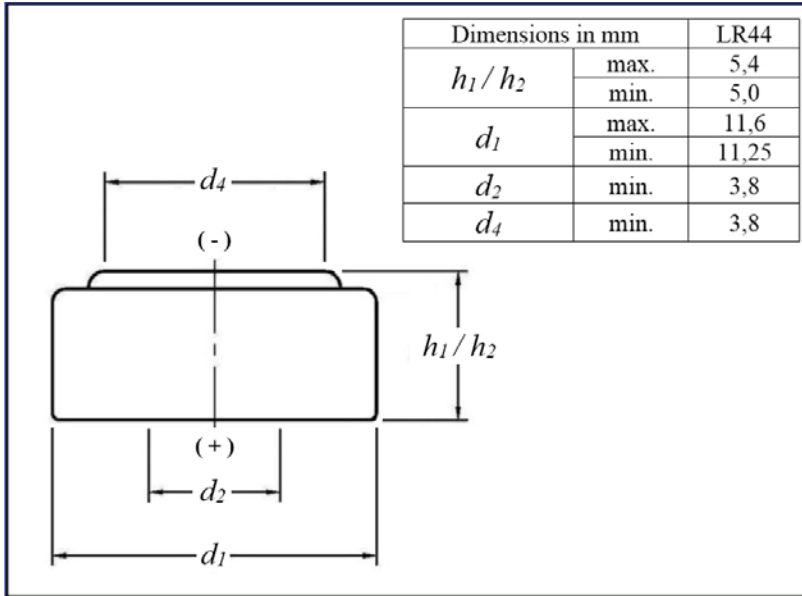 Dimensions in mm LR44
h1 / h2 max. 5,4
min. 5,0
d1 max. 11,6
min. 11,25
d2 min. 3,8
d4 min. 3,8
d4
(-)
h1 / h2
(+)
d2
d1